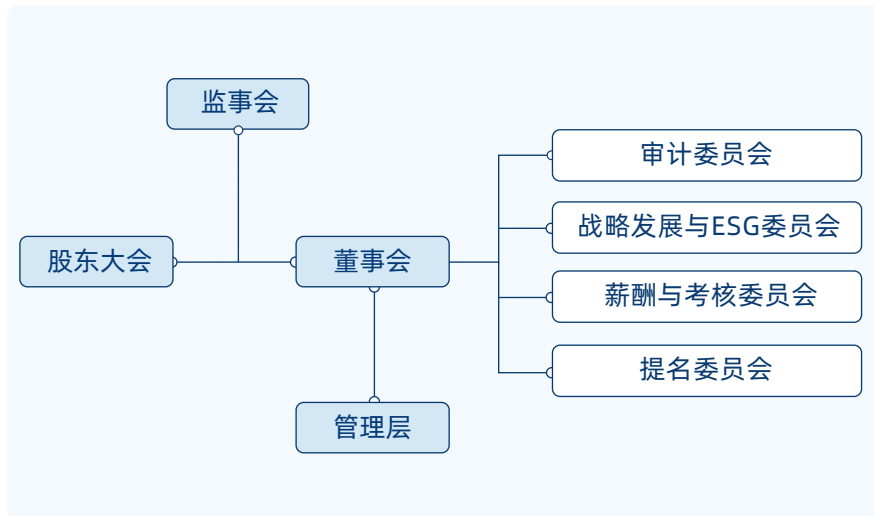 监事会
股东大会
董事会
管理层
审计委员会
战略发展与ESG委员会
薪酬与考核委员会
提名委员会